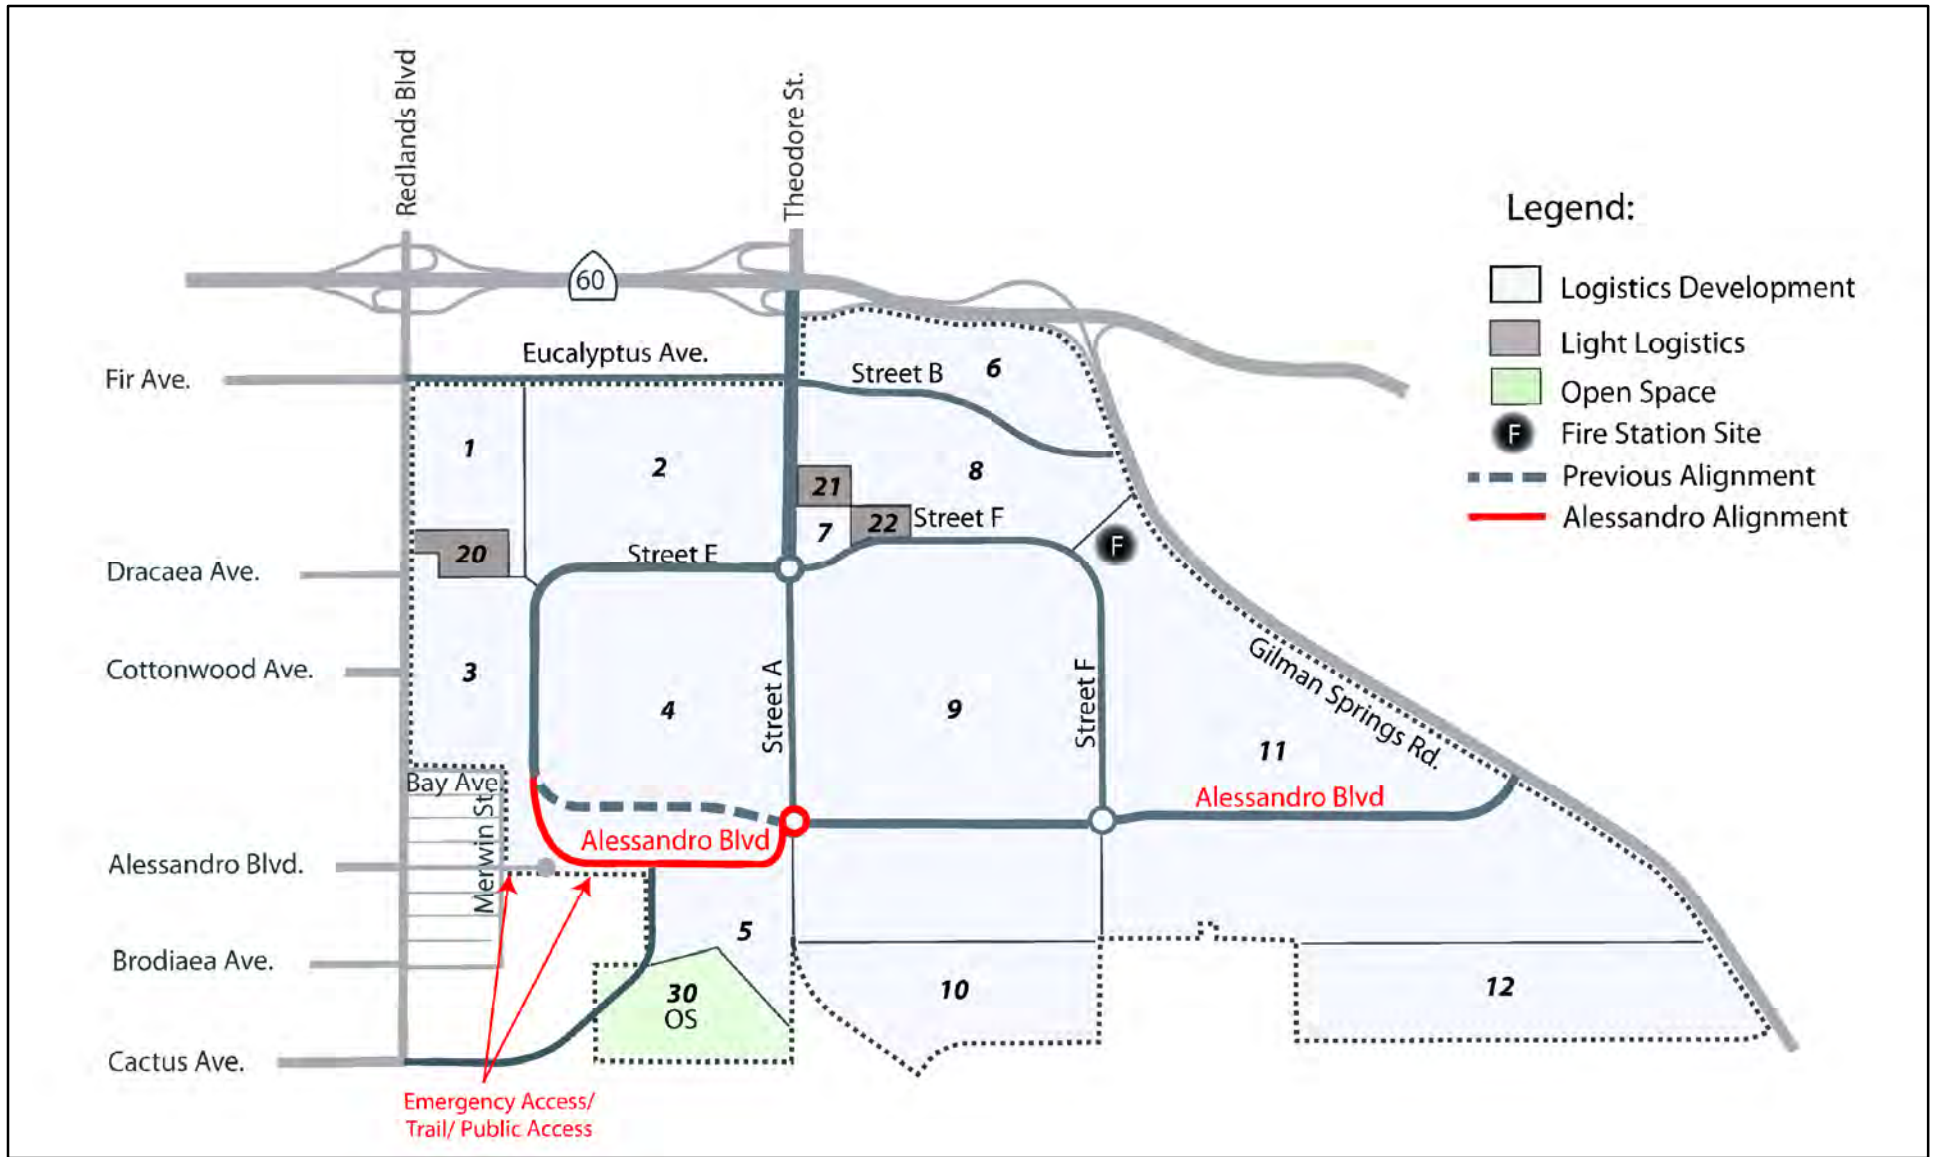 Redlands Blvd
Theodore St.
Legend:
60
Logistics Development
Light Logistics
Eucalyptus Ave.
Fir Ave.
Street B
6
Open Space
F Fire Station Site
1
2
8
Previous Alignment
21
Alessandro Alignment
22
Street F
7
20
Street E
F
Dracaea Ave.
Cottonwood Ave.
3
4
Street A
9
Street F
Gilman Springs Rd.
11
Bay Ave.
Alessandro Blvd
Merwin St.
Alessandro Blvd
Alessandro Blvd.
5
Brodiaea Ave.
30
OS
10
12
Cactus Ave.
Emergency Access/
Trail/ Public Access